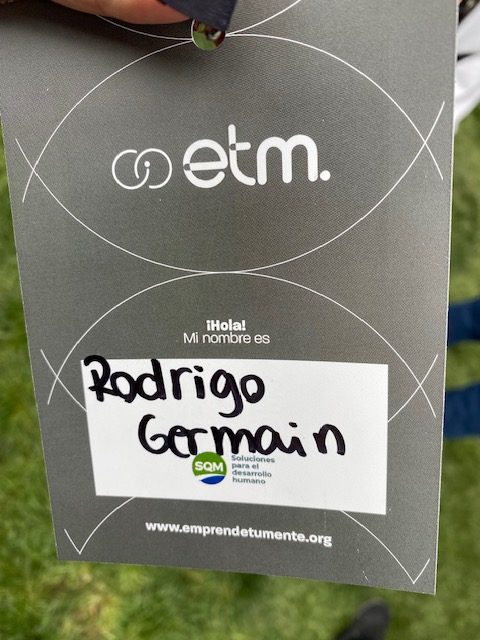 etm.
¡Hola!
Mi nombre es
Rodrigo
Germain
SQM
Soluciones
para el
desarrollo
humano
www.emprendetumente.org